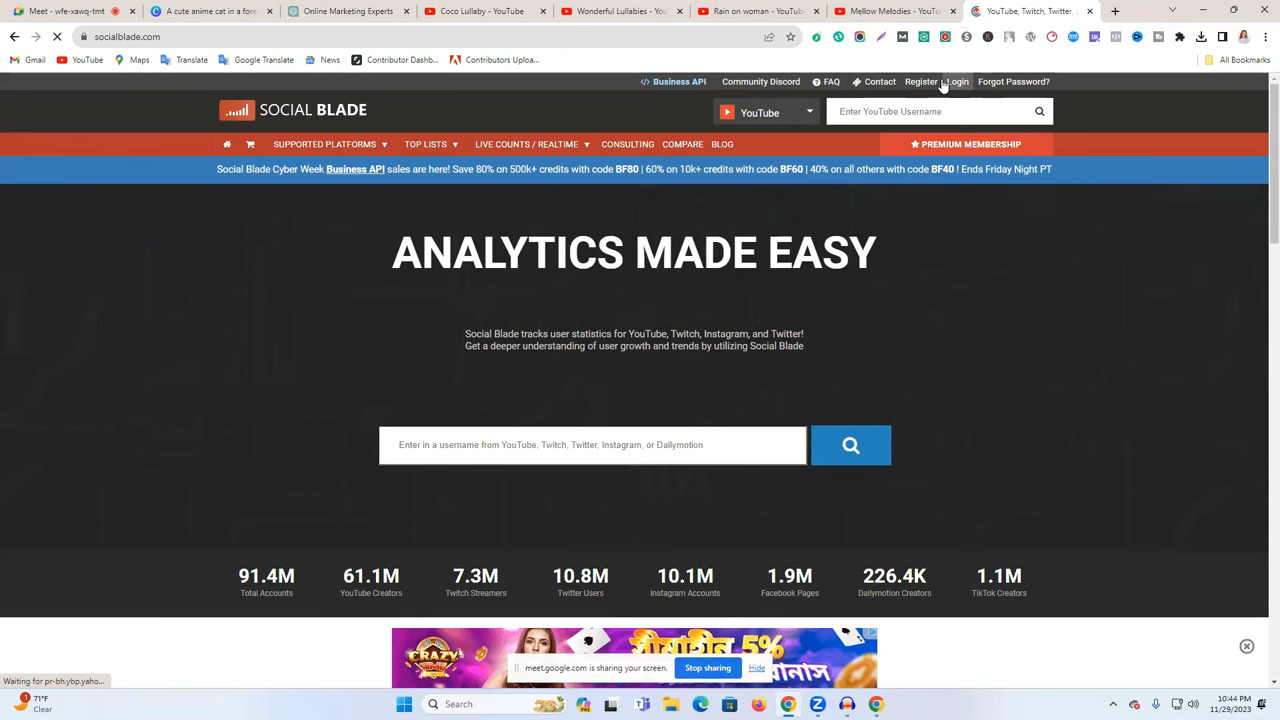 Meet - wfe-xawq-tmt
A cute anime cat in a fore
Online Marketing Experts
Coco Lullaby - YouTube
Wonderful Lullabies - You
Rain on woman - YouTube
Mellow Melodies - YouTu
YouTube, Twitch, Twitter,
socialblade.com
Gmail
YouTube
Maps
Translate
Google Translate
News
Contributor Dashb...
Contributors Uploa...
All Bookmarks
Business API
Community Discord
FAQ
Contact
Register
Login
Forgot Password?
SOCIAL BLADE
YouTube
Enter YouTube Username
SUPPORTED PLATFORMS
TOP LISTS
LIVE COUNTS / REALTIME
CONSULTING
COMPARE
BLOG
PREMIUM MEMBERSHIP
Social Blade Cyber Week Business API sales are here! Save 80% on 500k+ credits with code BF80 | 60% on 10k+ credits with code BF60 | 40% on all others with code BF40 ! Ends Friday Night PT
ANALYTICS MADE EASY
Social Blade tracks user statistics for YouTube, Twitch, Instagram, and Twitter!
Get a deeper understanding of user growth and trends by utilizing Social Blade
Enter in a username from YouTube, Twitch, Twitter, Instagram, or Dailymotion
91.4M
61.1M
7.3M
10.8M
10.1M
1.9M
226.4K
1.1M
Total Accounts
YouTube Creators
Twitch Streamers
Twitter Users
Instagram Accounts
Facebook Pages
Dailymotion Creators
TikTok Creators
CRAZY
সীমাহীন 5%
meet.google.com is sharing your screen.
Stop sharing
Hide
Waiting for pr-bh.ybp.yahoo...
71°F
Clear
Search
10:44 PM
11/29/2023